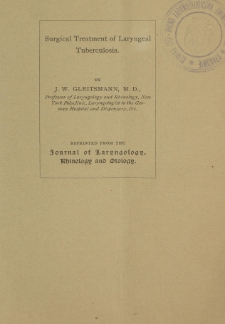 Surgical Treatment of Laryngeal
Tuberculosis.
BY
J. W. GLEITSMANN, M. D.,
Professor of Laryngology and Rhinology, New
York Polyclinic, Laryngologist to the Ger-
man Hospital and Dispensary, etc.
REPRINTED FROM THE
Journal of Laryngology,
Rhinology and Otology.